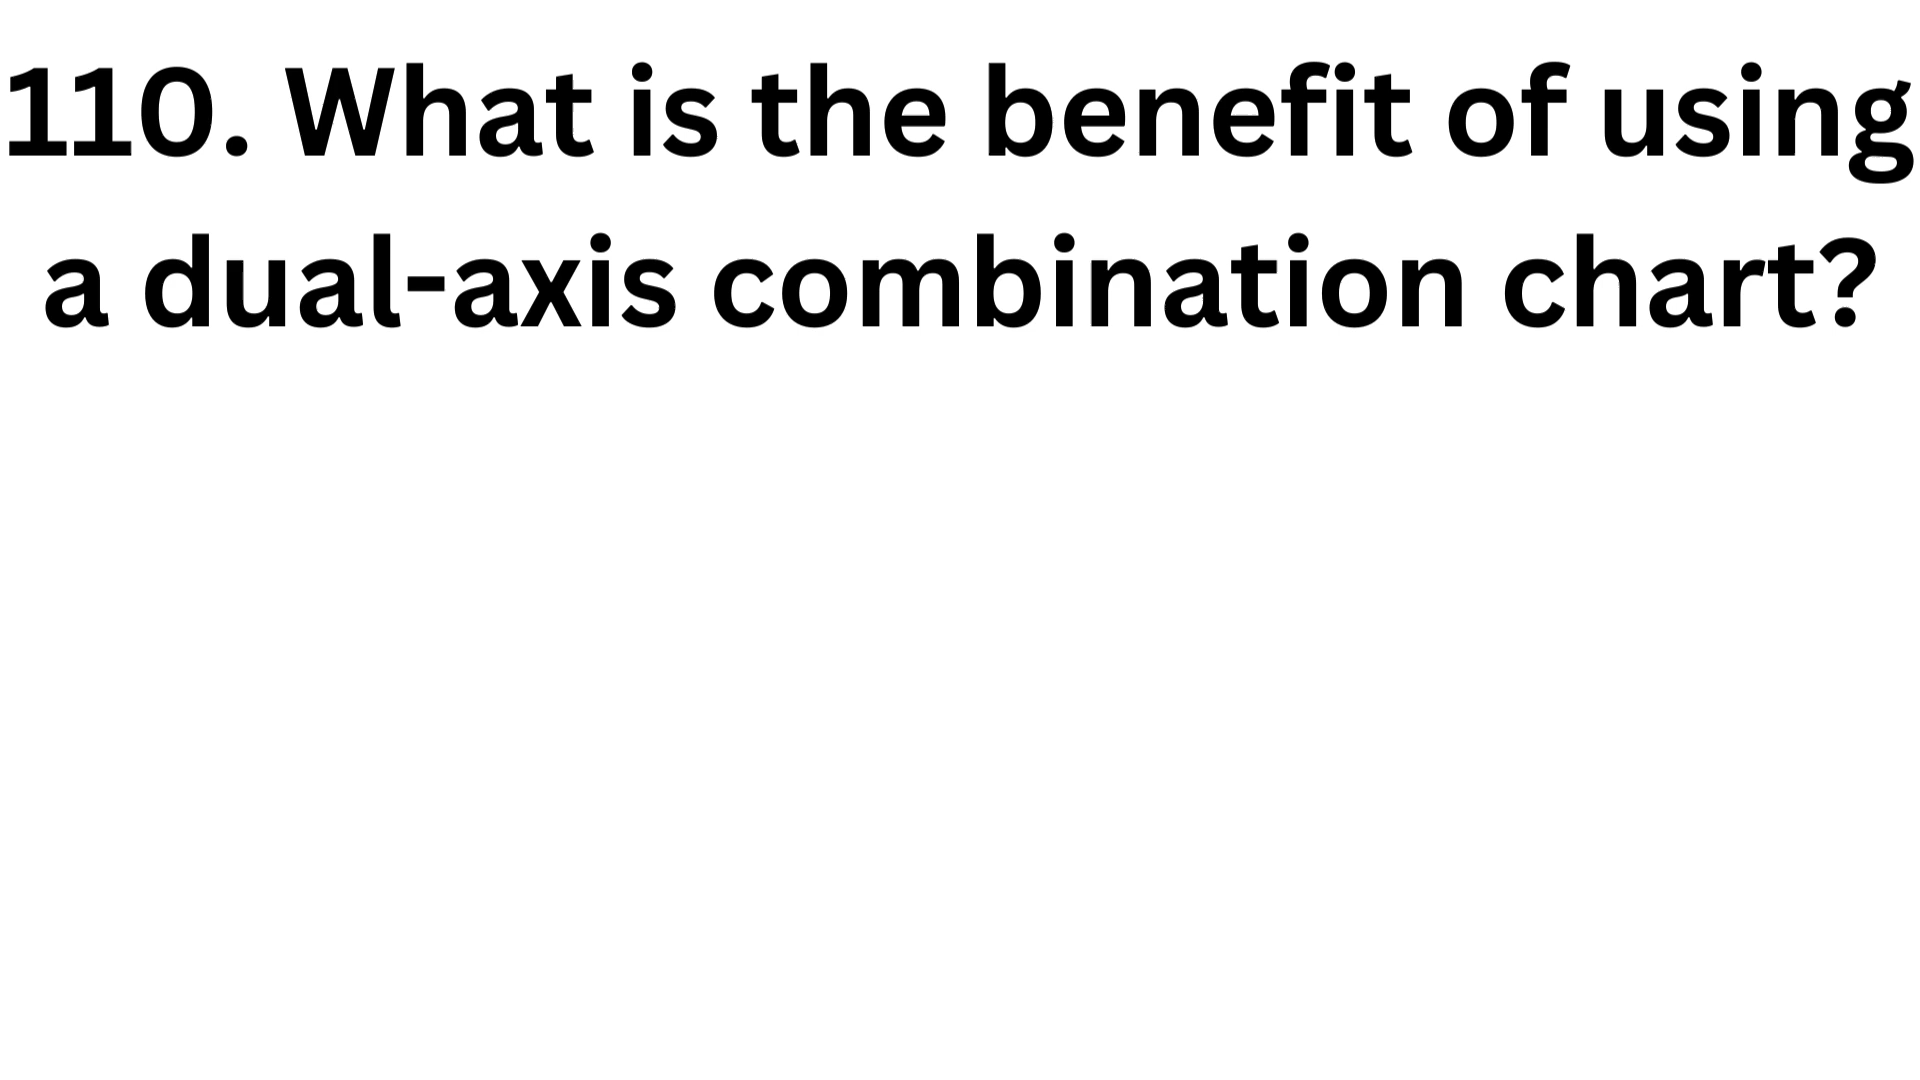 110. What is the benefit of using
a dual-axis combination chart?